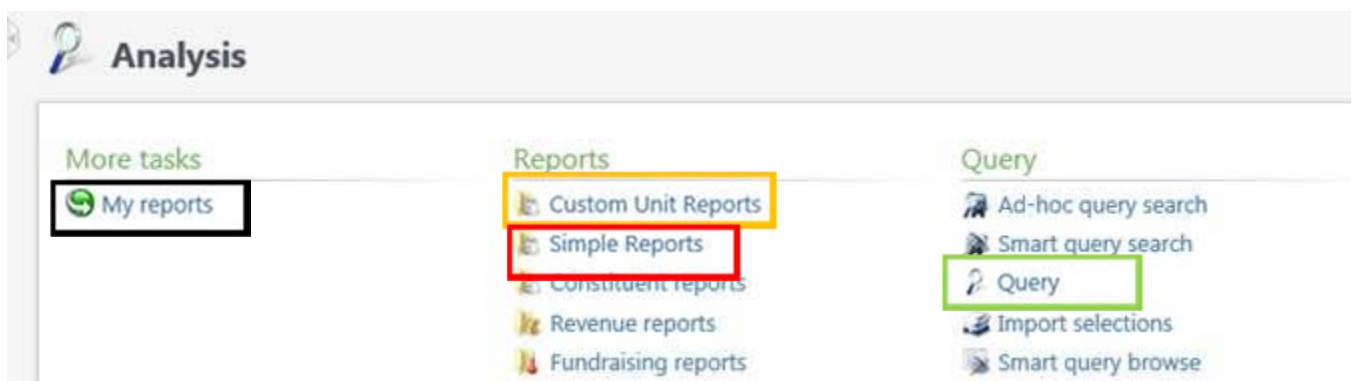 Analysis
More tasks
My reports
Reports
Custom Unit Reports
Simple Reports
Constituent reports
Revenue reports
Fundraising reports
Query
Ad-hoc query search
Smart query search
Query
Import selections
Smart query browse